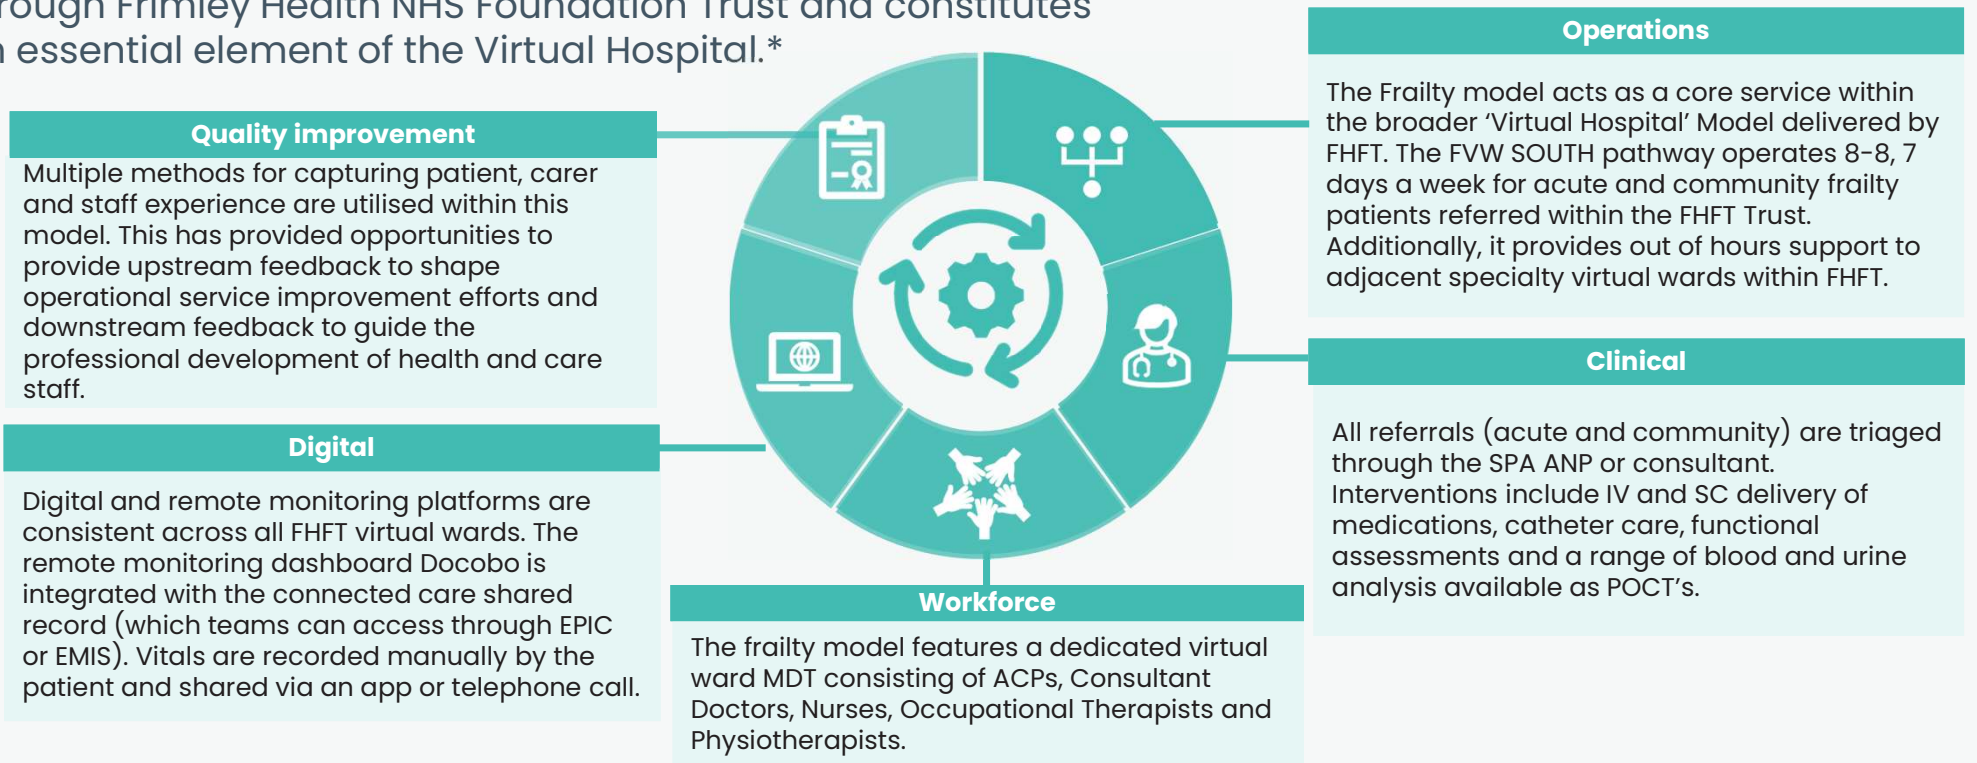 rough Frimley Health NHS Foundation Trust and constitutes
n essential element of the Virtual Hospital.*
Quality improvement
Multiple methods for capturing patient, carer
and staff experience are utilised within this
model. This has provided opportunities to
provide upstream feedback to shape
operational service improvement efforts and
downstream feedback to guide the
professional development of health and care
staff.
Digital
Digital and remote monitoring platforms are
consistent across all FHFT virtual wards. The
remote monitoring dashboard Docobo is
integrated with the connected care shared
record (which teams can access through EPIC
or EMIS). Vitals are recorded manually by the
patient and shared via an app or telephone call.
Workforce
The frailty model features a dedicated virtual
ward MDT consisting of ACPs, Consultant
Doctors, Nurses, Occupational Therapists and
Physiotherapists.
Operations
The Frailty model acts as a core service within
the broader ‘Virtual Hospital’ Model delivered by
FHFT. The FVW SOUTH pathway operates 8-8, 7
days a week for acute and community frailty
patients referred within the FHFT Trust.
Additionally, it provides out of hours support to
adjacent specialty virtual wards within FHFT.
Clinical
All referrals (acute and community) are triaged
through the SPA ANP or consultant.
Interventions include IV and SC delivery of
medications, catheter care, functional
assessments and a range of blood and urine
analysis available as POCT’s.